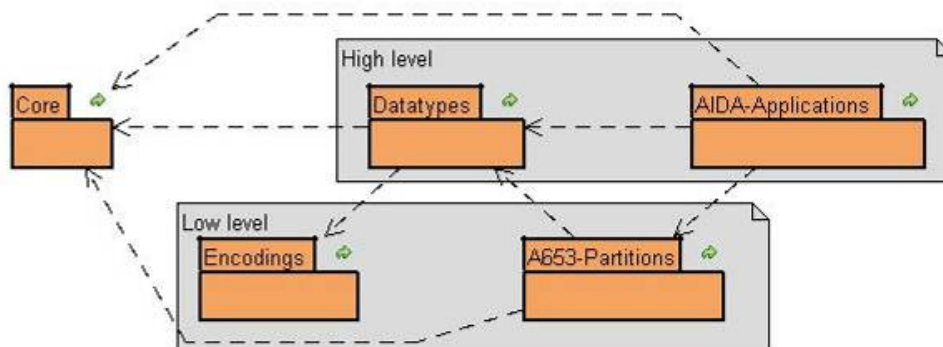 High level
Core
Datatypes
AIDA-Applications
Low level
Encodings
A653-Partitions